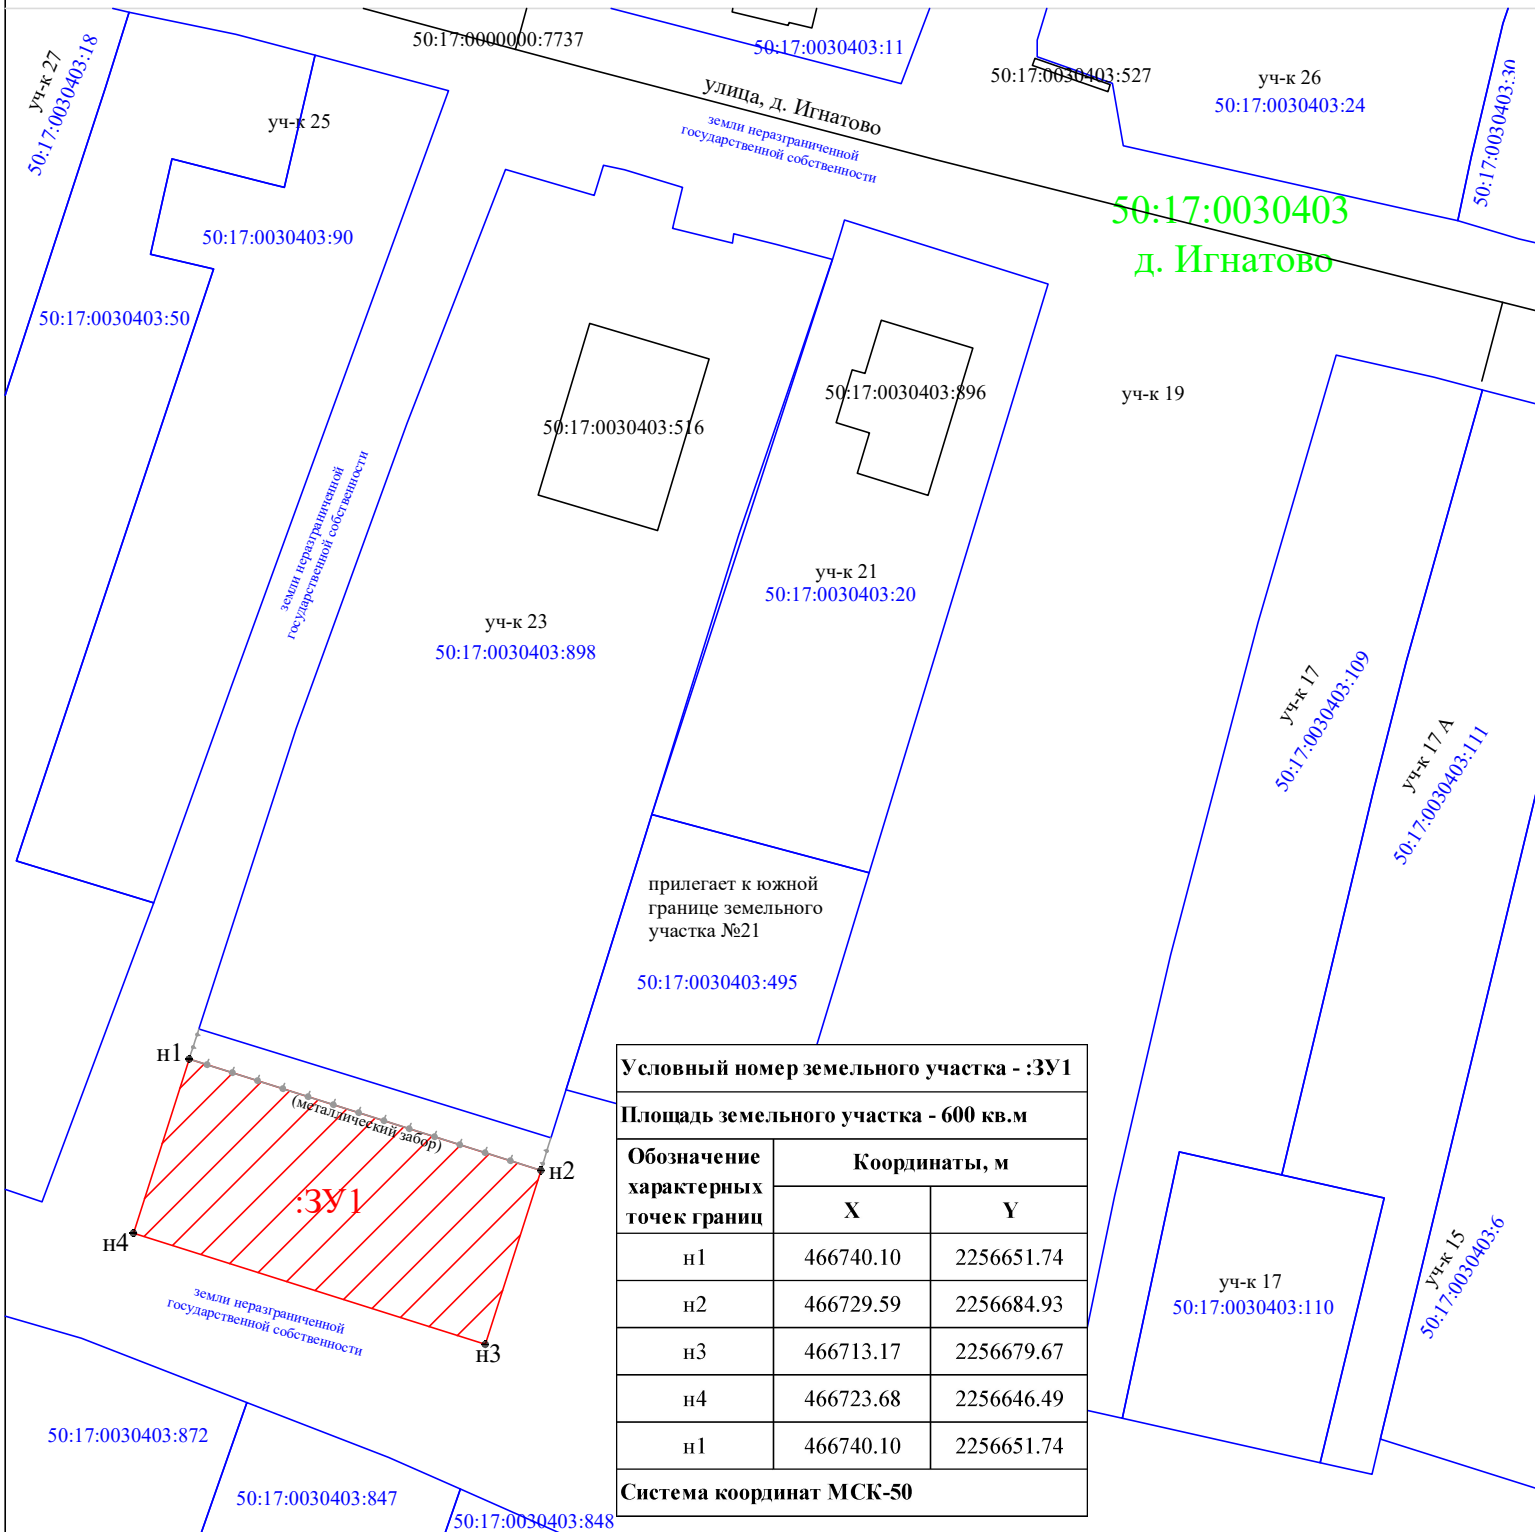 уч-к 27
50:17:0030403:18
50:17:0000000:7737
50:17:0030403:11
50:17:0030403:527
уч-к 26
50:17:0030403:24
50:17:0030403:30
уч-к 25
улица, д. Игнатово
земли неразграниченной
государственной собственности
50:17:0030403
д. Игнатово
50:17:0030403:90
50:17:0030403:50
50:17:0030403:516
50:17:0030403:896
уч-к 19
земли неразграниченной
государственной собственности
уч-к 21
50:17:0030403:20
уч-к 23
50:17:0030403:898
уч-к 17
50:17:0030403:109
уч-к 17 А
50:17:0030403:111
прилегает к южной
границе земельного
участка №21
50:17:0030403:495
н1
(металлический забор)
н2
:ЗУ1
н4
н3
земли неразграниченной
государственной собственности
Условный номер земельного участка - :ЗУ1
Площадь земельного участка - 600 кв.м
Обозначение
характерных
точек границ
Координаты, м
X Y
н1 466740.10 2256651.74
н2 466729.59 2256684.93
н3 466713.17 2256679.67
н4 466723.68 2256646.49
н1 466740.10 2256651.74
Система координат МСК-50
уч-к 17
50:17:0030403:110
уч-к 15
50:17:0030403:6
50:17:0030403:872
50:17:0030403:847
50:17:0030403:848